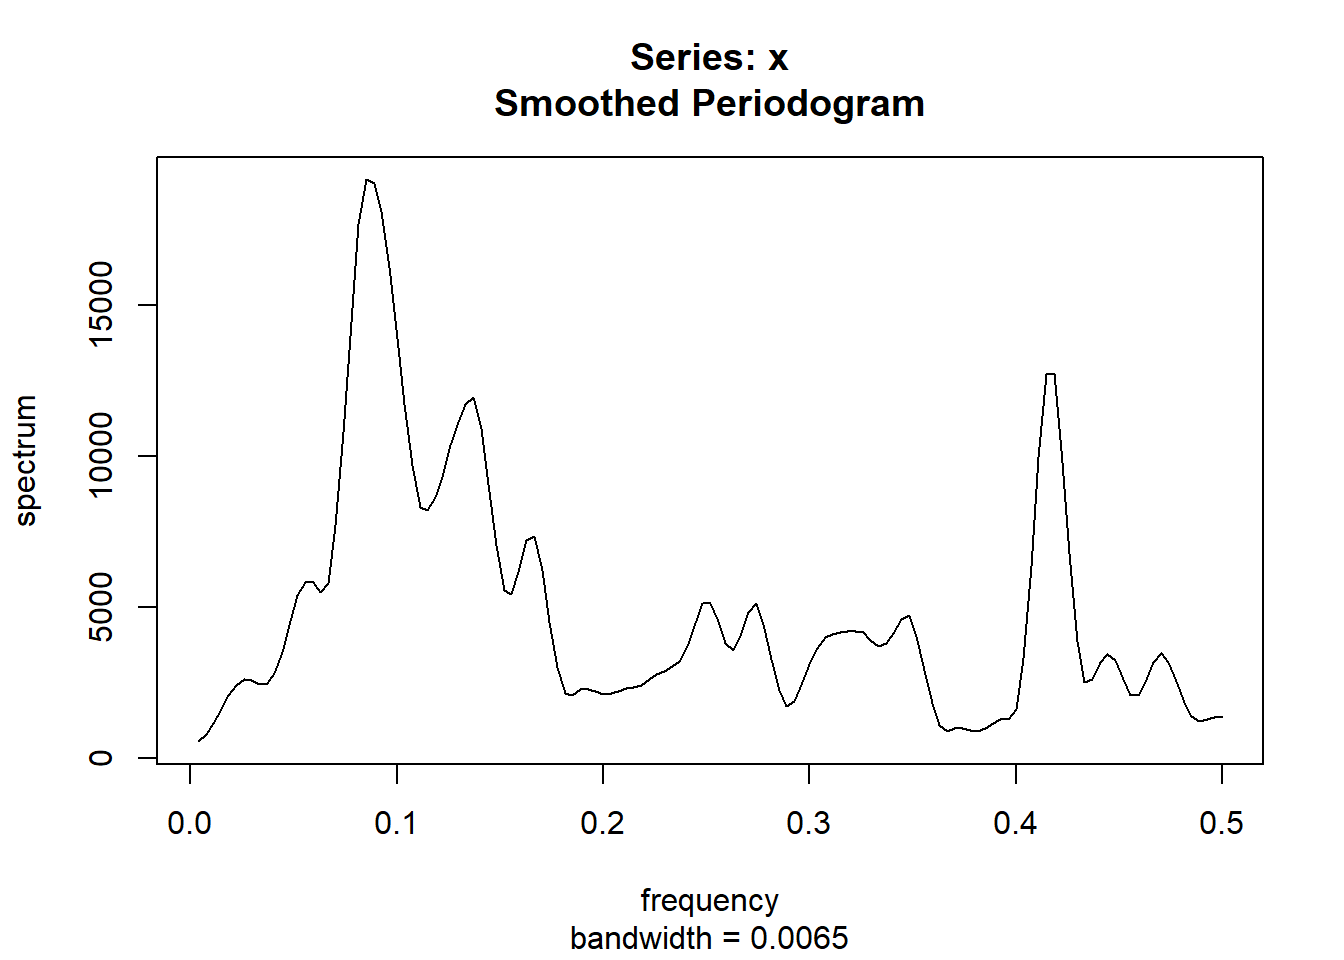 Series: x
Smoothed Periodogram
spectrum
15000
10000
5000
0
0.0 0.1 0.2 0.3 0.4 0.5
frequency
bandwidth = 0.0065